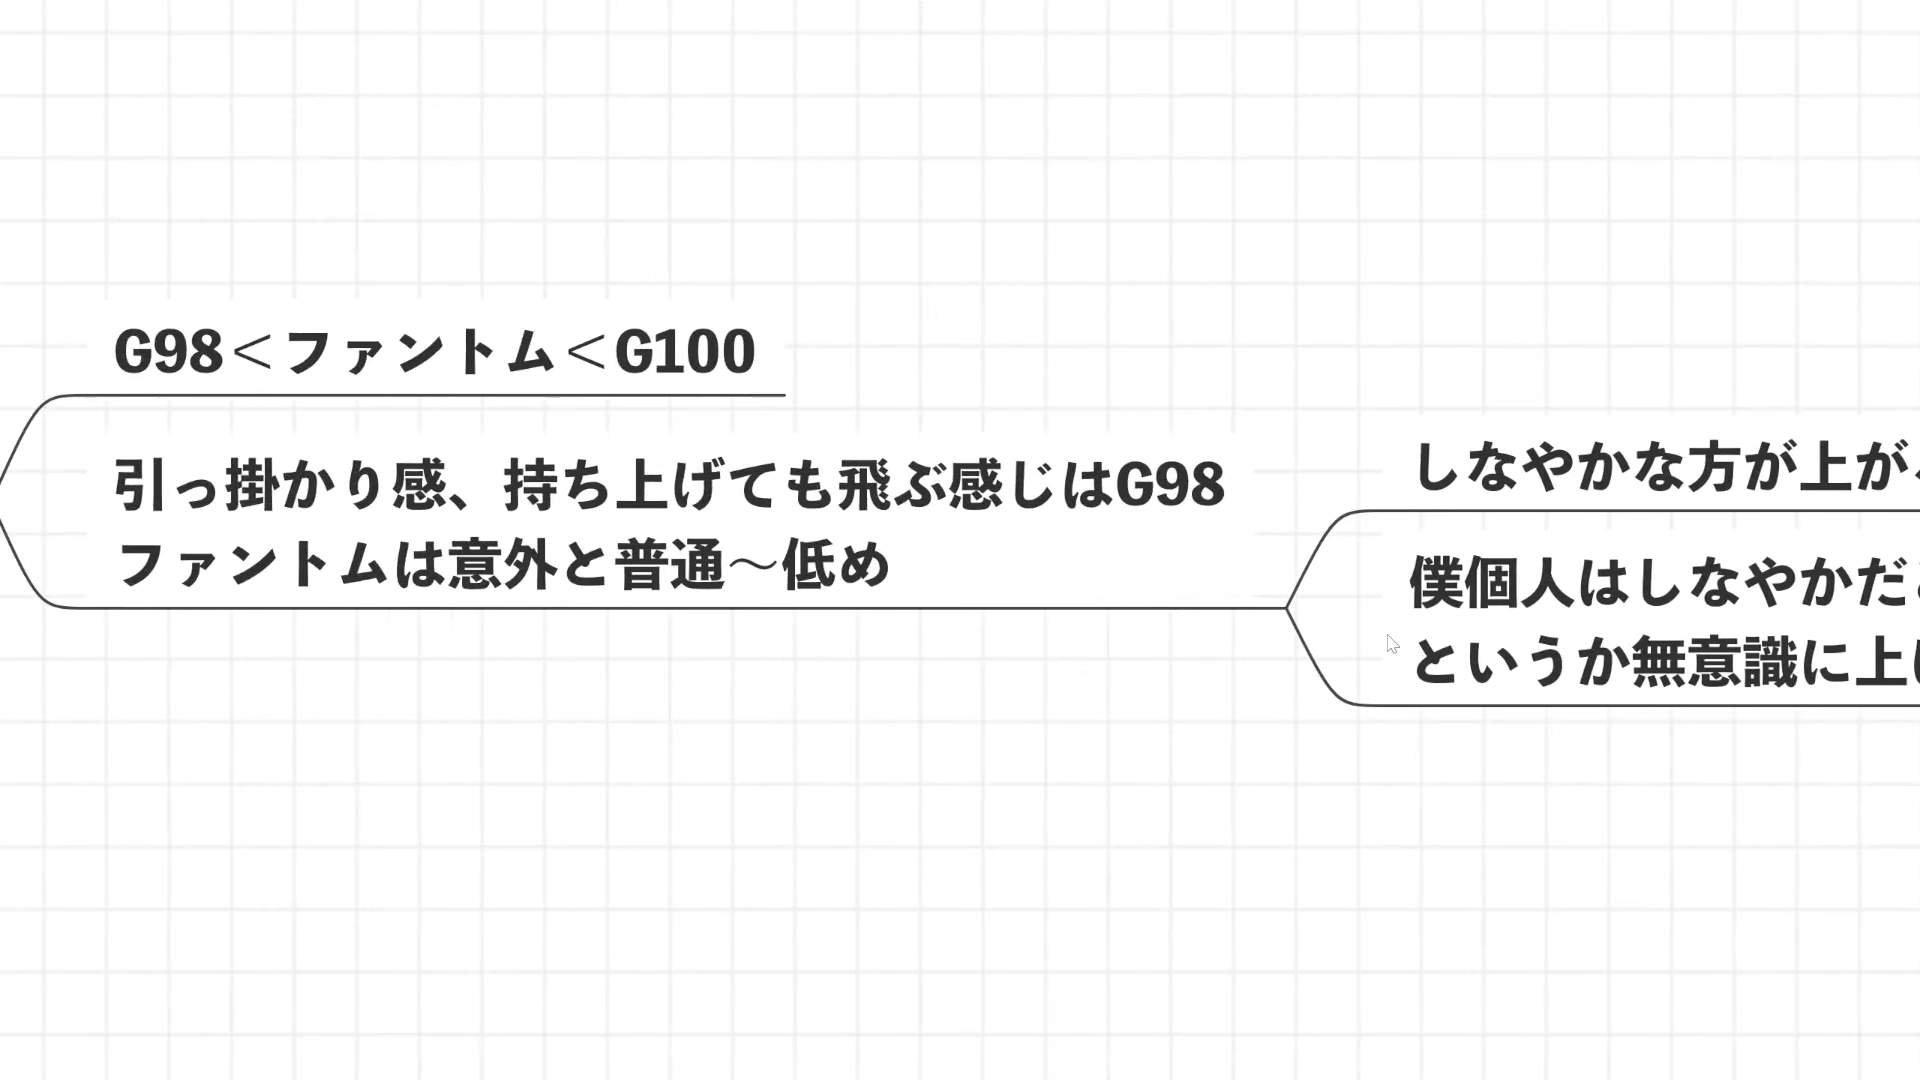 G98＜ファントム＜G100
引っ掛かり感、持ち上げても飛ぶ感じはG98
ファントムは意外と普通～低め
しなやかな方が上が
僕個人はしなやかだ
というか無意識に上